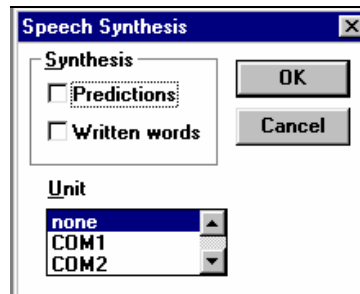 Speech Synthesis
Synthesis
Predictions
Written words
OK
Cancel
Unit
none
COM1
COM2